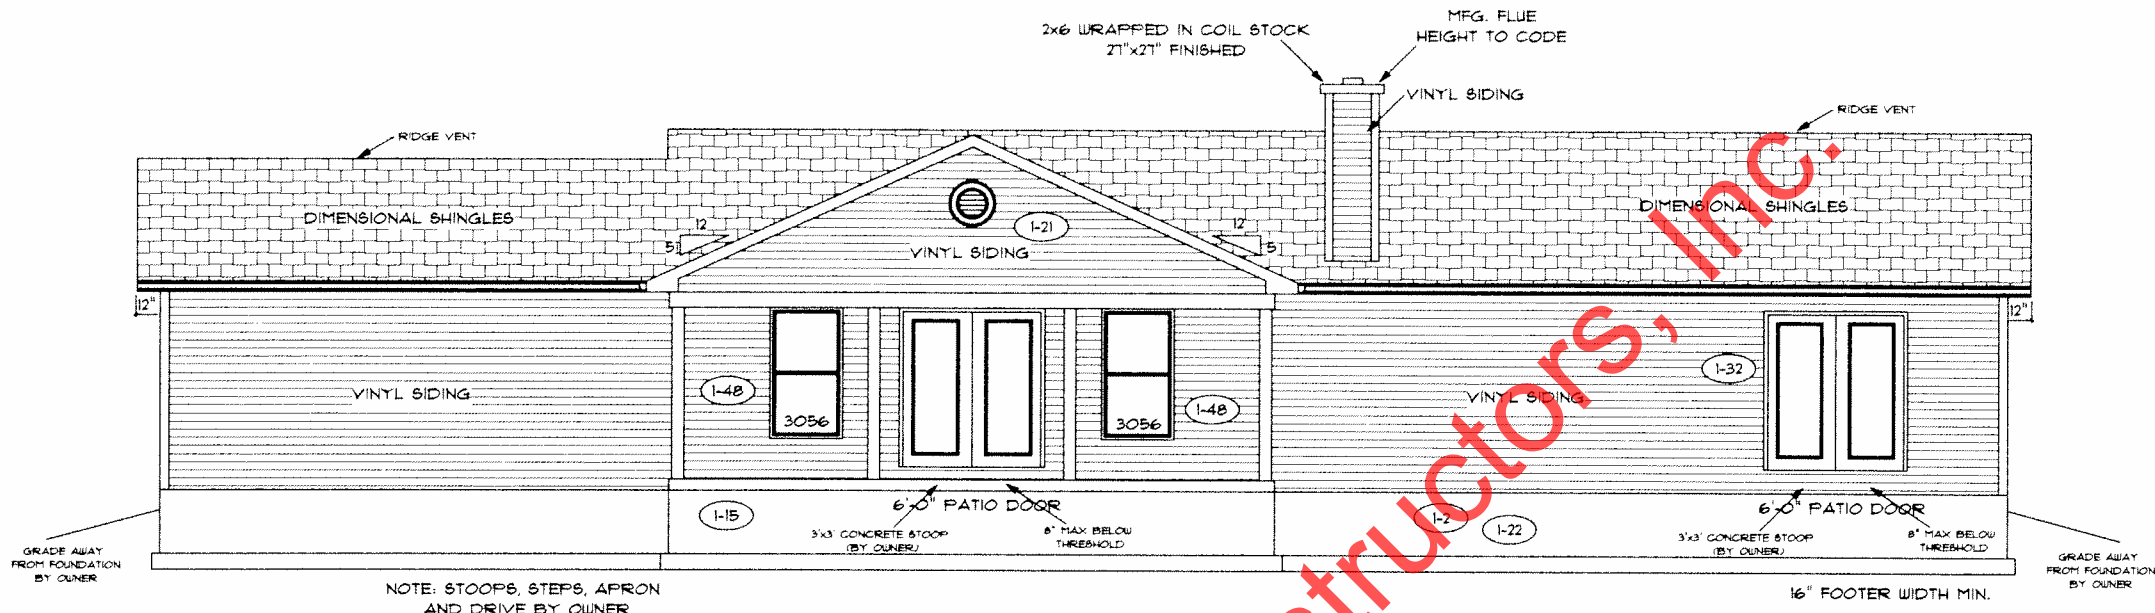 2x6 WRAPPED IN COIL STOCK
27"x27" FINISHED
MFG. FLUE
HEIGHT TO CODE
VINYL SIDING
RIDGE VENT
RIDGE VENT
DIMENSIONAL SHINGLES
DIMENSIONAL SHINGLES
12
5
12
5
1-21
VINYL SIDING
12"
12"
VINYL SIDING
1-48
3056
3056
1-48
VINYL SIDING
1-32
1-15
6'-0" PATIO DOOR
3'x3' CONCRETE STOOP
(BY OWNER)
8" MAX BELOW
THRESHOLD
1-2
1-22
6'-0" PATIO DOOR
3'x3' CONCRETE STOOP
(BY OWNER)
8" MAX BELOW
THRESHOLD
GRADE AWAY
FROM FOUNDATION
BY OWNER
GRADE AWAY
FROM FOUNDATION
BY OWNER
NOTE: STOOPS, STEPS, APRON
AND DRIVE BY OWNER
16" FOOTER WIDTH MIN.
structors, Inc.